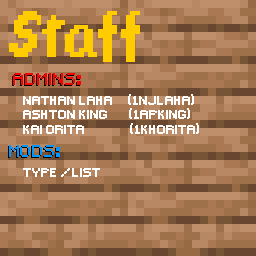 Staff
ADMINS:
NATHAN LAHA (1NJLAHA)
ASHTON KING (1APKING)
KAI ORITA (1KHORITA)
MODS:
TYPE /LIST